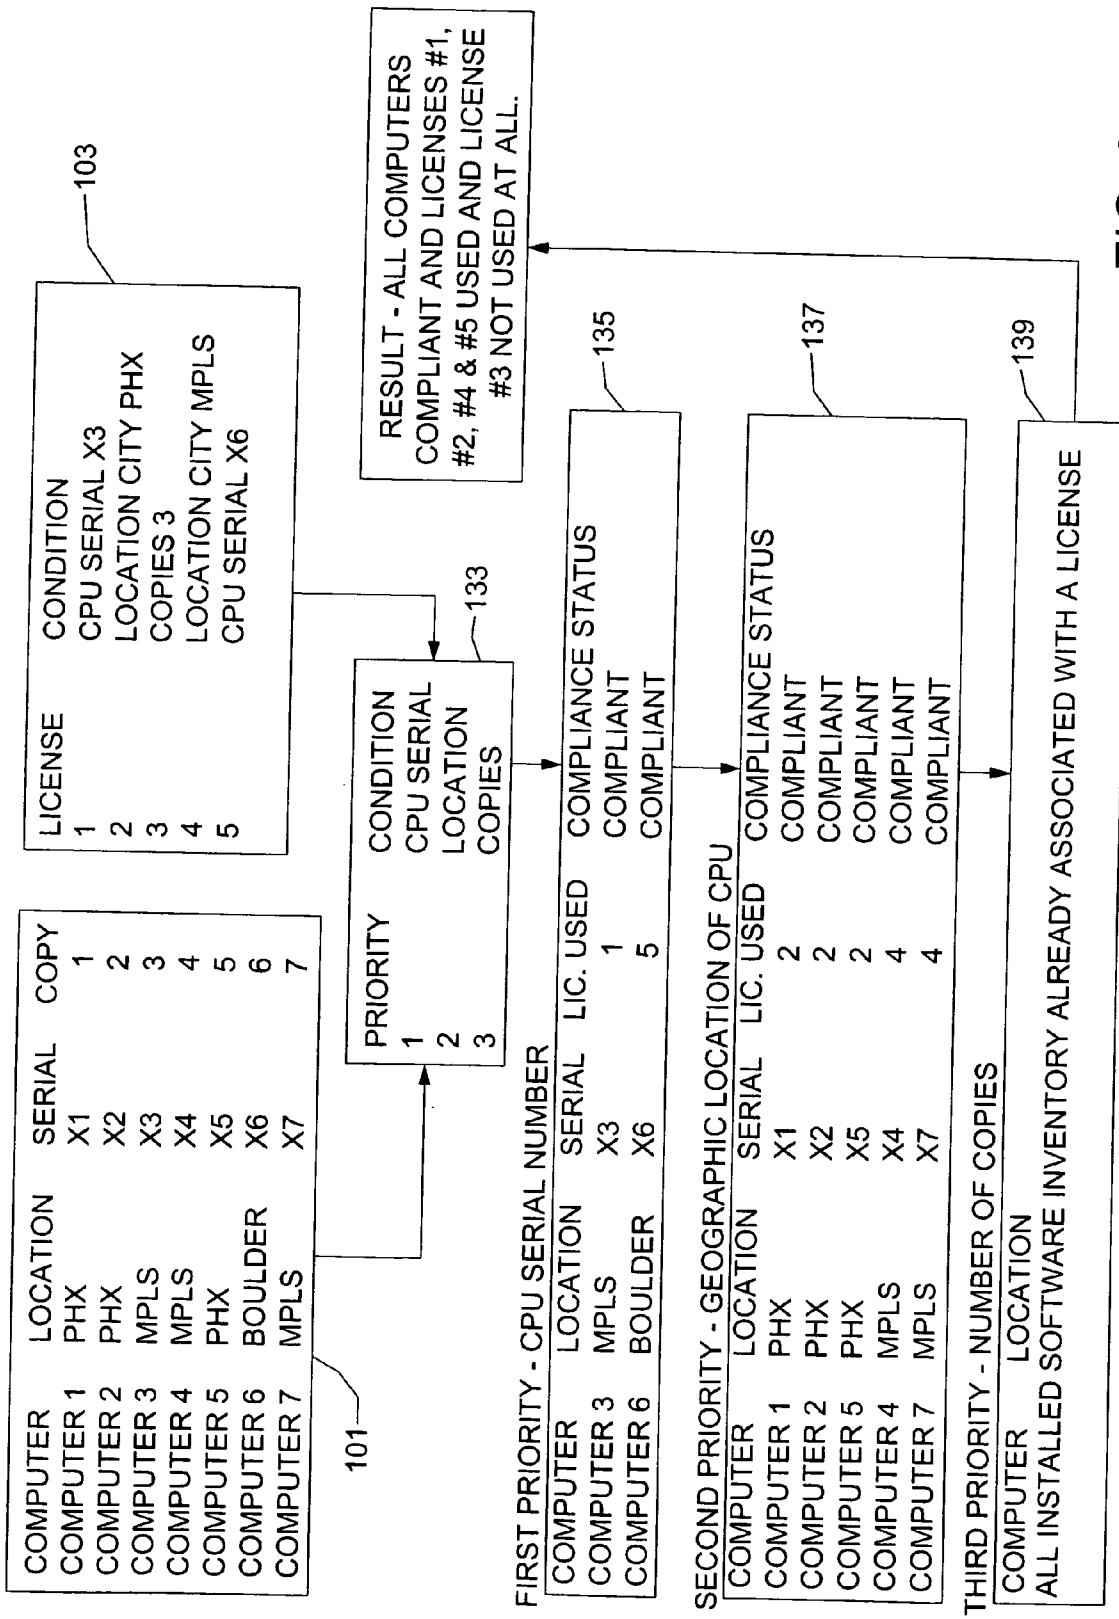 COMPUTER LOCATION SERIAL COPY
COMPUTER 1 PHX X1 1
COMPUTER 2 PHX X2 2
COMPUTER 3 MPLS X3 3
COMPUTER 4 MPLS X4 4
COMPUTER 5 PHX X5 5
COMPUTER 6 BOULDER X6 6
COMPUTER 7 MPLS X7 7
101
LICENSE CONDITION
1 CPU SERIAL X3
2 LOCATION CITY PHX
3 COPIES 3
4 LOCATION CITY MPLS
5 CPU SERIAL X6
103
PRIORITY CONDITION
1 CPU SERIAL
2 LOCATION
3 COPIES
133
RESULT - ALL COMPUTERS
COMPLIANT AND LICENSES #1,
#2, #4 & #5 USED AND LICENSE
#3 NOT USED AT ALL.
FIRST PRIORITY - CPU SERIAL NUMBER
COMPUTER LOCATION SERIAL LIC. USED COMPLIANCE STATUS
COMPUTER 3 MPLS X3 1 COMPLIANT
COMPUTER 6 BOULDER X6 5 COMPLIANT
135
SECOND PRIORITY - GEOGRAPHIC LOCATION OF CPU
COMPUTER LOCATION SERIAL LIC. USED COMPLIANCE STATUS
COMPUTER 1 PHX X1 2 COMPLIANT
COMPUTER 2 PHX X2 2 COMPLIANT
COMPUTER 5 PHX X5 2 COMPLIANT
COMPUTER 4 MPLS X4 4 COMPLIANT
COMPUTER 7 MPLS X7 4 COMPLIANT
137
THIRD PRIORITY - NUMBER OF COPIES
COMPUTER LOCATION
ALL INSTALLED SOFTWARE INVENTORY ALREADY ASSOCIATED WITH A LICENSE
139